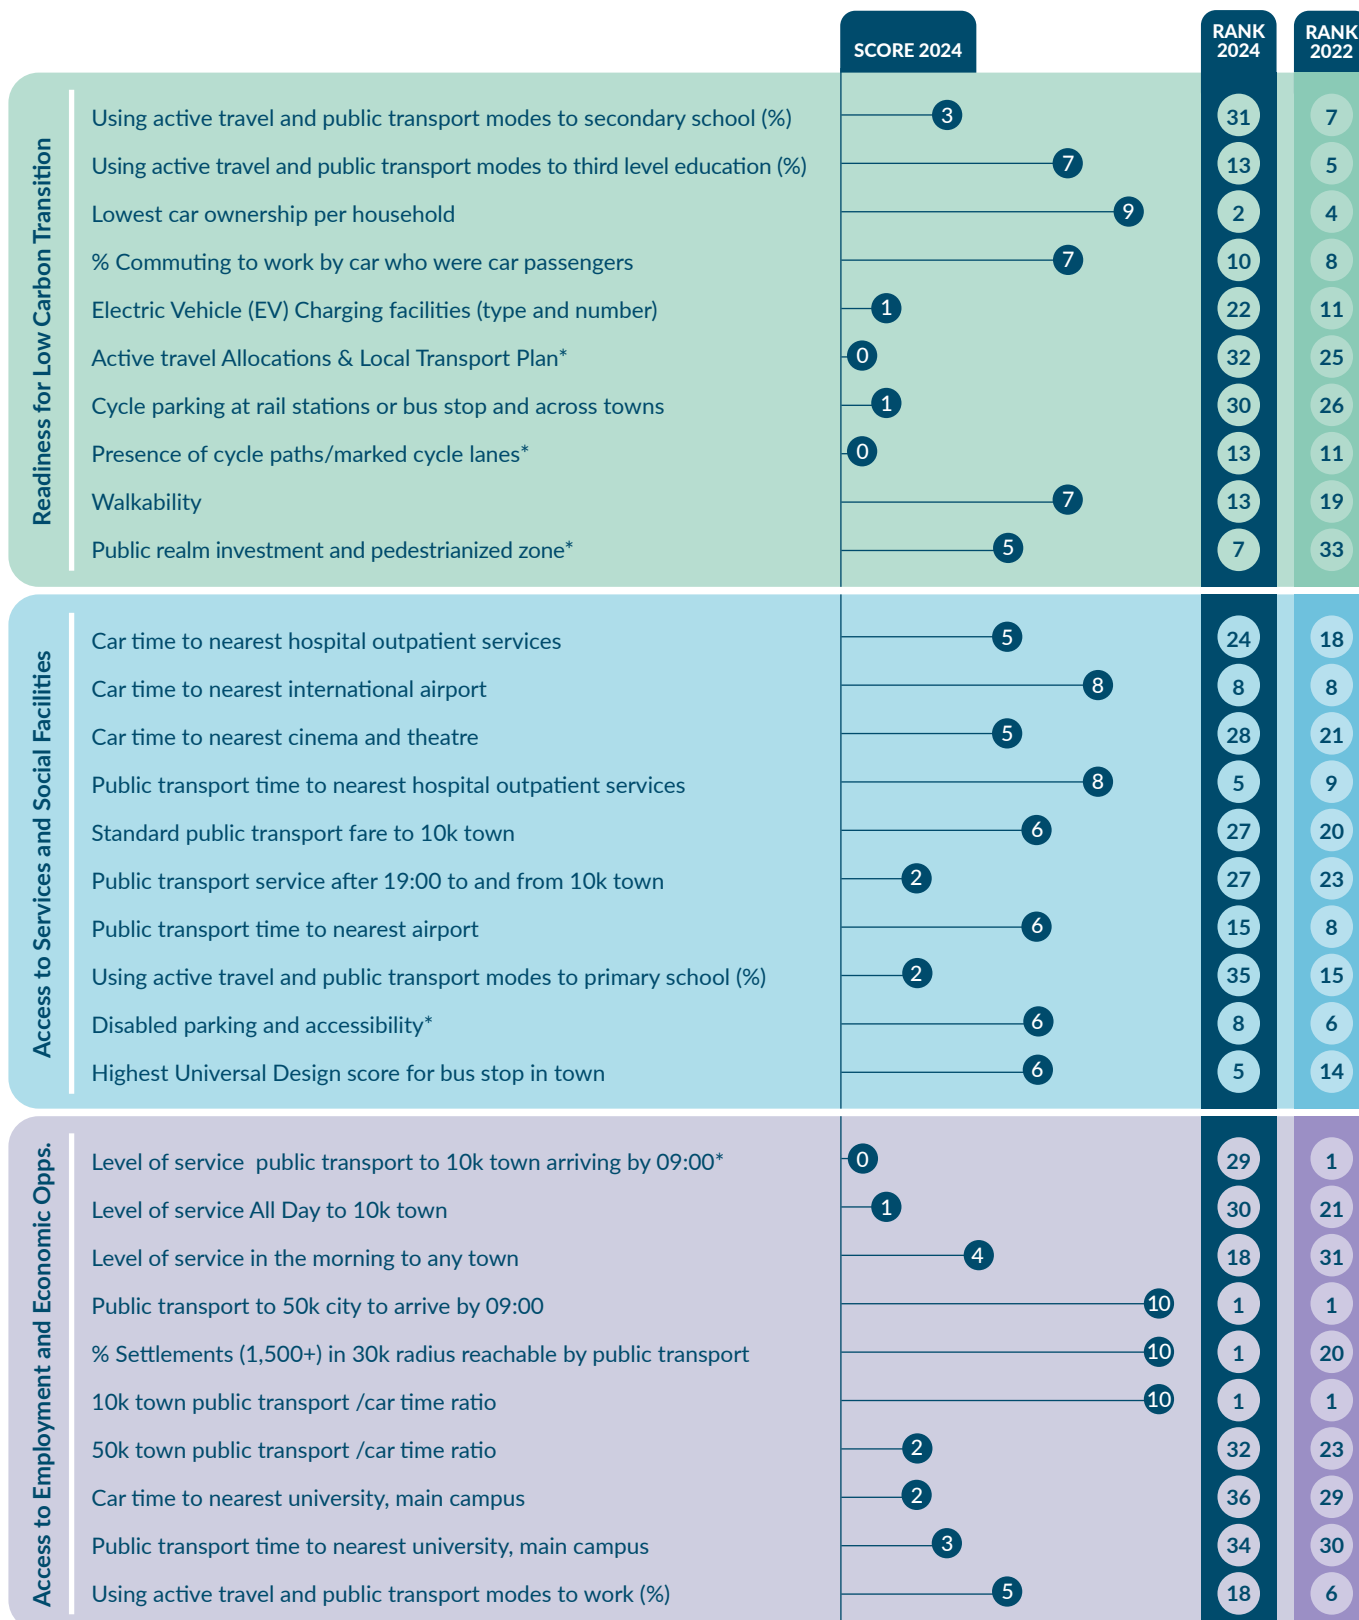 SCORE 2024
RANK
2024
RANK
2022
Readiness for Low Carbon Transition
Using active travel and public transport modes to secondary school (%) 3 31 7
Using active travel and public transport modes to third level education (%) 7 13 5
Lowest car ownership per household 9 2 4
% Commuting to work by car who were car passengers 7 10 8
Electric Vehicle (EV) Charging facilities (type and number) 1 22 11
Active travel Allocations & Local Transport Plan* 0 32 25
Cycle parking at rail stations or bus stop and across towns 1 30 26
Presence of cycle paths/marked cycle lanes* 0 13 11
Walkability 7 13 19
Public realm investment and pedestrianized zone* 5 7 33
Access to Services and Social Facilities
Car time to nearest hospital outpatient services 5 24 18
Car time to nearest international airport 8 8 8
Car time to nearest cinema and theatre 5 28 21
Public transport time to nearest hospital outpatient services 8 5 9
Standard public transport fare to 10k town 6 27 20
Public transport service after 19:00 to and from 10k town 2 27 23
Public transport time to nearest airport 6 15 8
Using active travel and public transport modes to primary school (%) 2 35 15
Disabled parking and accessibility* 6 8 6
Highest Universal Design score for bus stop in town 6 5 14
Access to Employment and Economic Opps.
Level of service public transport to 10k town arriving by 09:00* 0 29 1
Level of service All Day to 10k town 1 30 21
Level of service in the morning to any town 4 18 31
Public transport to 50k city to arrive by 09:00 10 1 1
% Settlements (1,500+) in 30k radius reachable by public transport 10 1 20
10k town public transport /car time ratio 10 1 1
50k town public transport /car time ratio 2 32 23
Car time to nearest university, main campus 2 36 29
Public transport time to nearest university, main campus 3 34 30
Using active travel and public transport modes to work (%) 5 18 6